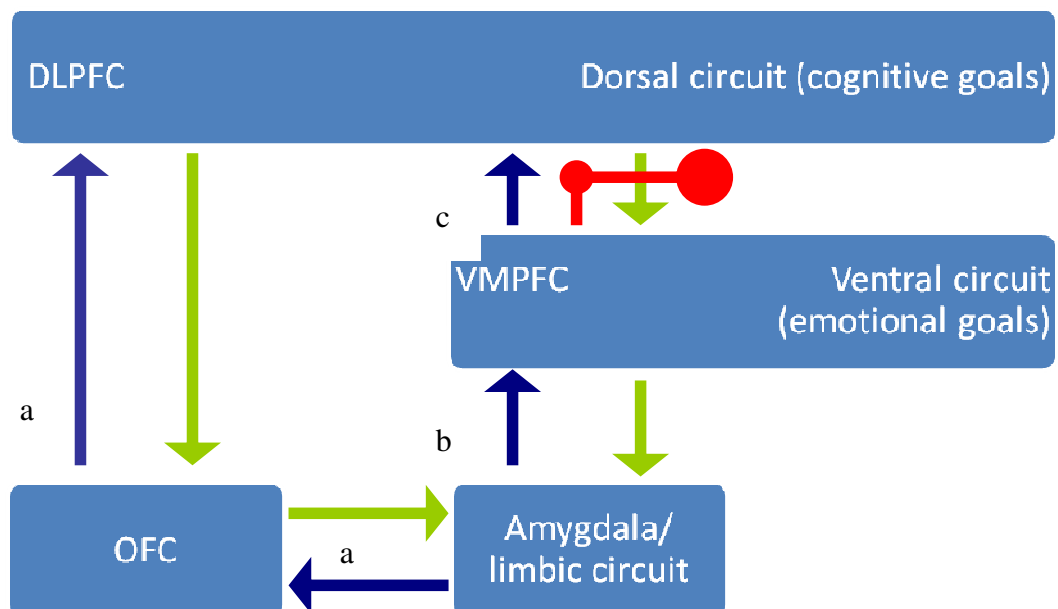 DLPFC
Dorsal circuit (cognitive goals)
c
VMPFC
Ventral circuit
(emotional goals)
a
b
OFC
a
Amygdala/
limbic circuit